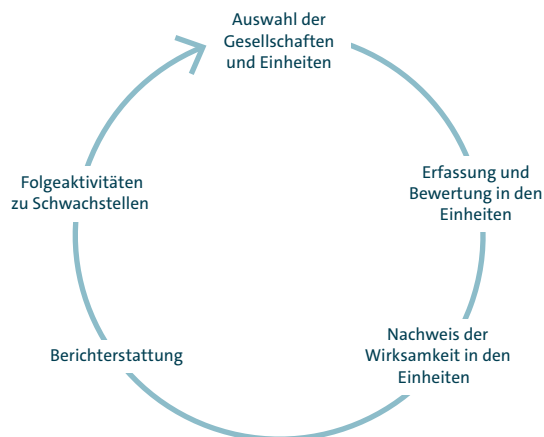 Auswahl der
Gesellschaften
und Einheiten
Erfassung und
Bewertung in den
Einheiten
Nachweis der
Wirksamkeit in den
Einheiten
Berichterstattung
Folgeaktivitäten
zu Schwachstellen